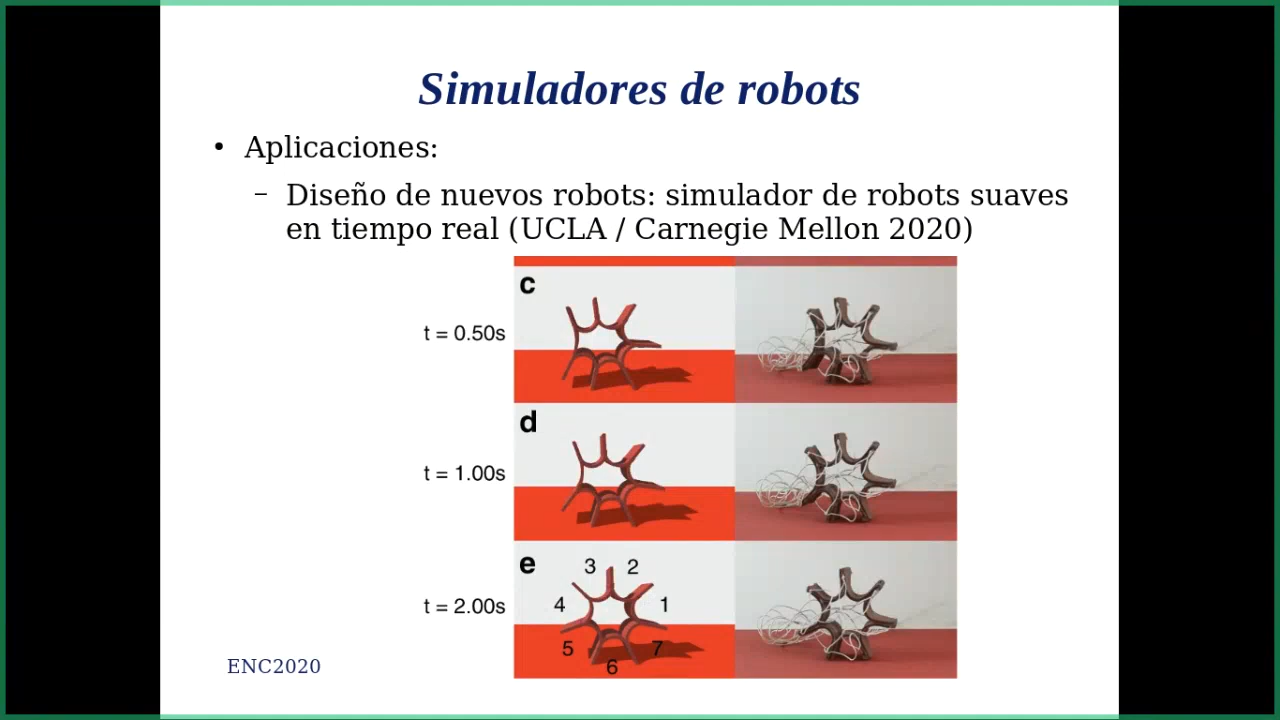 Simuladores de robots
• Aplicaciones:
– Diseño de nuevos robots: simulador de robots suaves
en tiempo real (UCLA / Carnegie Mellon 2020)
c
t = 0.50s
d
t = 1.00s
e
3 2
4 1
t = 2.00s
5 7
6
ENC2020